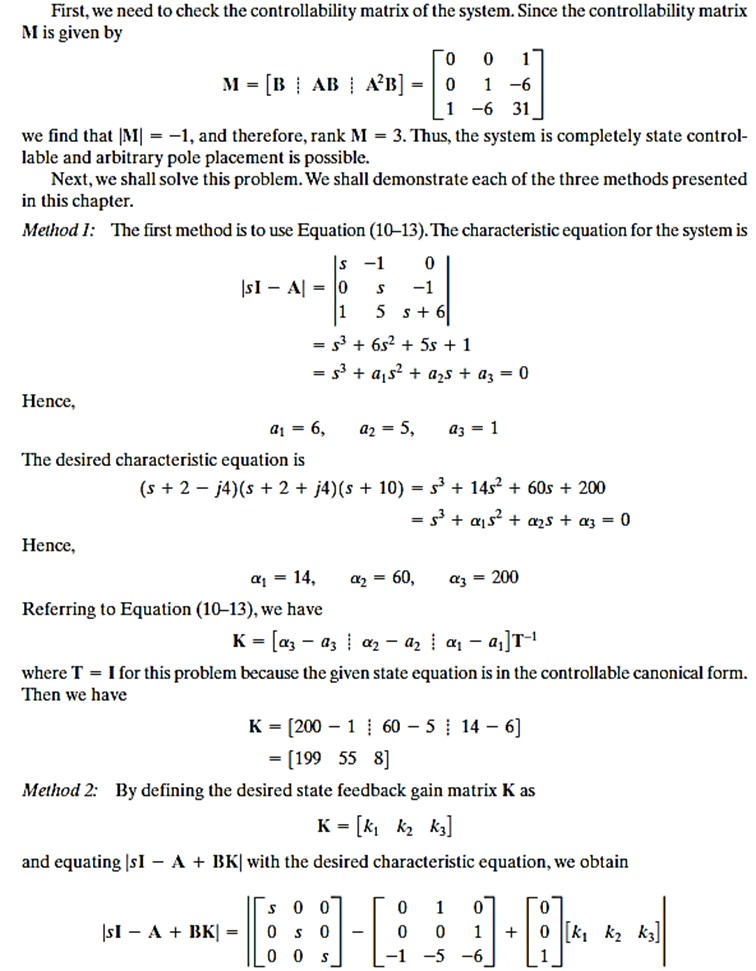 First, we need to check the controllability matrix of the system. Since the controllability matrix
M is given by
M = [B ⋮ AB ⋮ A²B] = [0 0 1; 0 1 −6; 1 −6 31]
we find that |M| = −1, and therefore, rank M = 3. Thus, the system is completely state control-
lable and arbitrary pole placement is possible.
Next, we shall solve this problem. We shall demonstrate each of the three methods presented
in this chapter.
Method 1: The first method is to use Equation (10–13). The characteristic equation for the system is
|sI − A| = |s −1 0; 0 s −1; 1 5 s + 6|
= s³ + 6s² + 5s + 1
= s³ + a₁s² + a₂s + a₃ = 0
Hence,
a₁ = 6, a₂ = 5, a₃ = 1
The desired characteristic equation is
(s + 2 − j4)(s + 2 + j4)(s + 10) = s³ + 14s² + 60s + 200
= s³ + α₁s² + α₂s + α₃ = 0
Hence,
α₁ = 14, α₂ = 60, α₃ = 200
Referring to Equation (10–13), we have
K = [α₃ − a₃ ⋮ α₂ − a₂ ⋮ α₁ − a₁]T⁻¹
where T = I for this problem because the given state equation is in the controllable canonical form.
Then we have
K = [200 − 1 ⋮ 60 − 5 ⋮ 14 − 6]
= [199 55 8]
Method 2: By defining the desired state feedback gain matrix K as
K = [k₁ k₂ k₃]
and equating |sI − A + BK| with the desired characteristic equation, we obtain
|sI − A + BK| = |[s 0 0; 0 s 0; 0 0 s] − [0 1 0; 0 0 1; −1 −5 −6] + [0; 0; 1][k₁ k₂ k₃]|